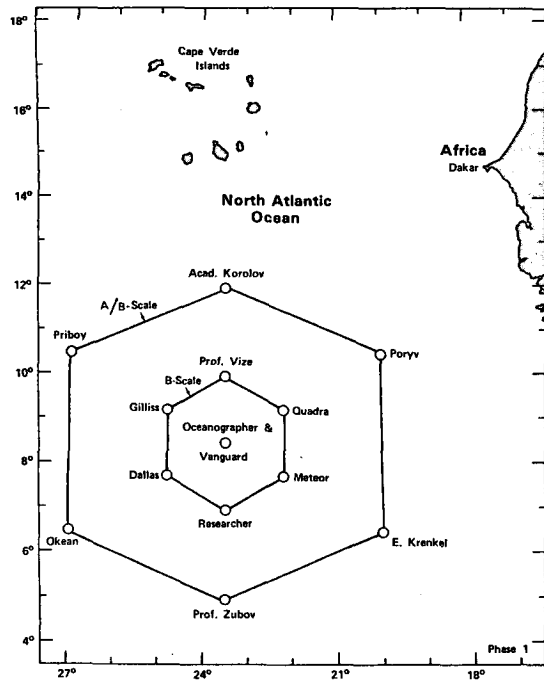 18°
Cape Verde
Islands
16°
Africa
Dakar
14°
North Atlantic
Ocean
12°
Acad. Korolov
A/B-Scale
Priboy
Poryv
10°
Prof. Vize
B-Scale
Gilliss
Quadra
Oceanographer &
Vanguard
8°
Dallas
Meteor
Researcher
6°
Okean
E. Krenkel
Prof. Zubov
4°
Phase 1
27°
24°
21°
18°